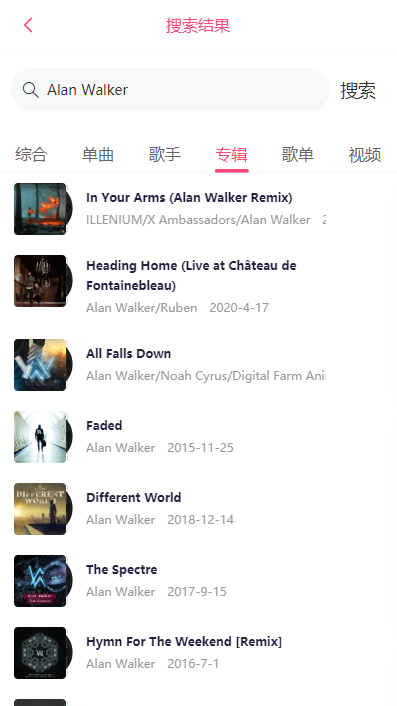 搜索结果
Alan Walker
搜索
综合 单曲 歌手 专辑 歌单 视频
In Your Arms (Alan Walker Remix)
ILLENIUM/X Ambassadors/Alan Walker
Heading Home (Live at Château de
Fontainebleau)
Alan Walker/Ruben 2020-4-17
All Falls Down
Alan Walker/Noah Cyrus/Digital Farm Ani
Faded
Alan Walker 2015-11-25
DIFFERENT
WORLD
Different World
Alan Walker 2018-12-14
The Spectre
Alan Walker 2017-9-15
Hymn For The Weekend [Remix]
Alan Walker 2016-7-1